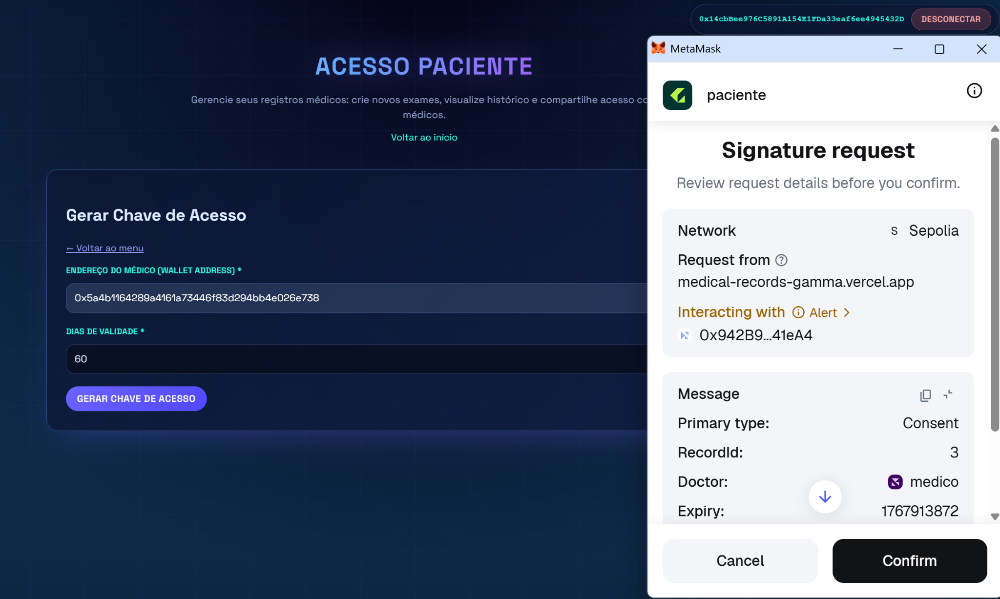 0x14cbBee976C5891A154E1FDa33eaf6ee4945432D
DESCONECTAR
ACESSO PACIENTE
Gerencie seus registros médicos: crie novos exames, visualize histórico e compartilhe acesso co
médicos.
Voltar ao início
Gerar Chave de Acesso
← Voltar ao menu
ENDEREÇO DO MÉDICO (WALLET ADDRESS) *
0x5a4b1164289a4161a73446f83d294bb4e026e738
DIAS DE VALIDADE *
60
GERAR CHAVE DE ACESSO
MetaMask
paciente
Signature request
Review request details before you confirm.
Network S Sepolia
Request from
medical-records-gamma.vercel.app
Interacting with Alert >
0x942B9...41eA4
Message
Primary type: Consent
RecordId: 3
Doctor: medico
Expiry: 1767913872
Cancel
Confirm